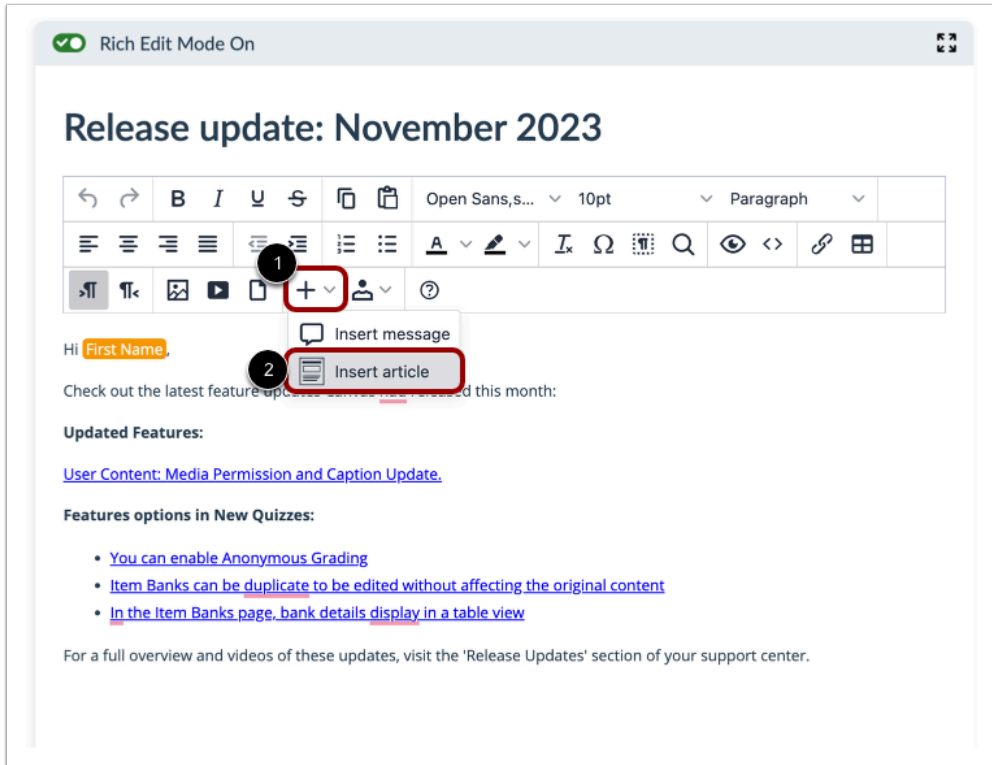 Rich Edit Mode On
Release update: November 2023
B I U S Open Sans,s... 10pt Paragraph
A Tx Ω ¶ <>
1
›¶ ¶‹ + ?
Insert message
Hi First Name,
2 Insert article
Check out the latest feature updates Canvas had released this month:
Updated Features:
User Content: Media Permission and Caption Update.
Features options in New Quizzes:
• You can enable Anonymous Grading
• Item Banks can be duplicate to be edited without affecting the original content
• In the Item Banks page, bank details display in a table view
For a full overview and videos of these updates, visit the 'Release Updates' section of your support center.